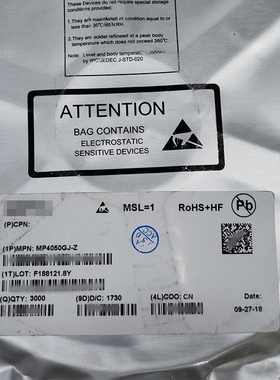 These Devices do not require special storage
conditions provided:
1.They are maintained at condition equal to or
less than 30℃/85%RH.
2.They are solder reflowed at a peak body
temperature which does not exceed 260℃.
Note: Level and body temperature defined
by IPC/JEDEC J-STD-020
ATTENTION
BAG CONTAINS
ELECTROSTATIC
SENSITIVE DEVICES
(P)CPN:
MSL=1
RoHS+HF
Pb
(1P)MPN: MP4050GJ-Z
(1T)LOT: F188121.8Y
(Q)QTY: 3000
(9D)D/C: 1730
(4L)COO: CN
Date:
09-27-18